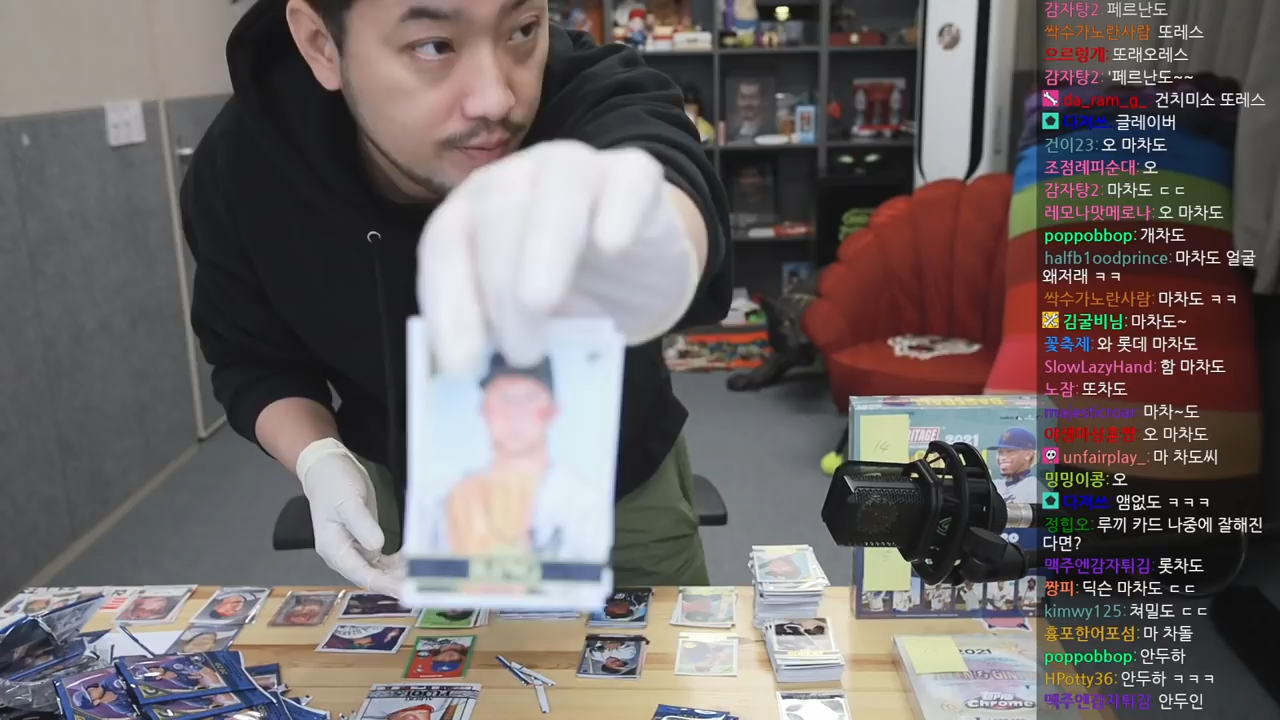 감자탕2: 페르난도
싹수가노란사람: 또레스
오르렁게: 또래오레스
감자탕2: '페르난도~~
da_ram_g_: 건치미소 또레스
디저쓰: 글레이버
건이23: 오 마차도
조점례피순대: 오
감자탕2: 마차도 ㄷㄷ
레모나맛메로나: 오 마차도
poppobbop: 개차도
halfb1oodprince: 마차도 얼굴
왜저래 ㅋㅋ
싹수가노란사람: 마차도 ㅋㅋ
김굴비님: 마차도~
꽃축제: 와 롯데 마차도
SlowLazyHand: 함 마차도
노잠: 또차도
마차~도
오 마차도
unfairplay_: 마 차도씨
밍밍이콩: 오
디저쓰: 앰없도 ㅋㅋㅋ
정힙오: 루끼 카드 나중에 잘해진
다면?
맥주엔감자튀김: 롯차도
짱피: 딕슨 마차도 ㄷㄷ
kimwy125: 쳐밀도 ㄷㄷ
흉포한어포섬: 마 차돌
poppobbop: 안두하
HPotty36: 안두하 ㅋㅋㅋ
맥주엔감자튀김: 안두인
14
HERITAGE
2021
2021
Topps
Chrome